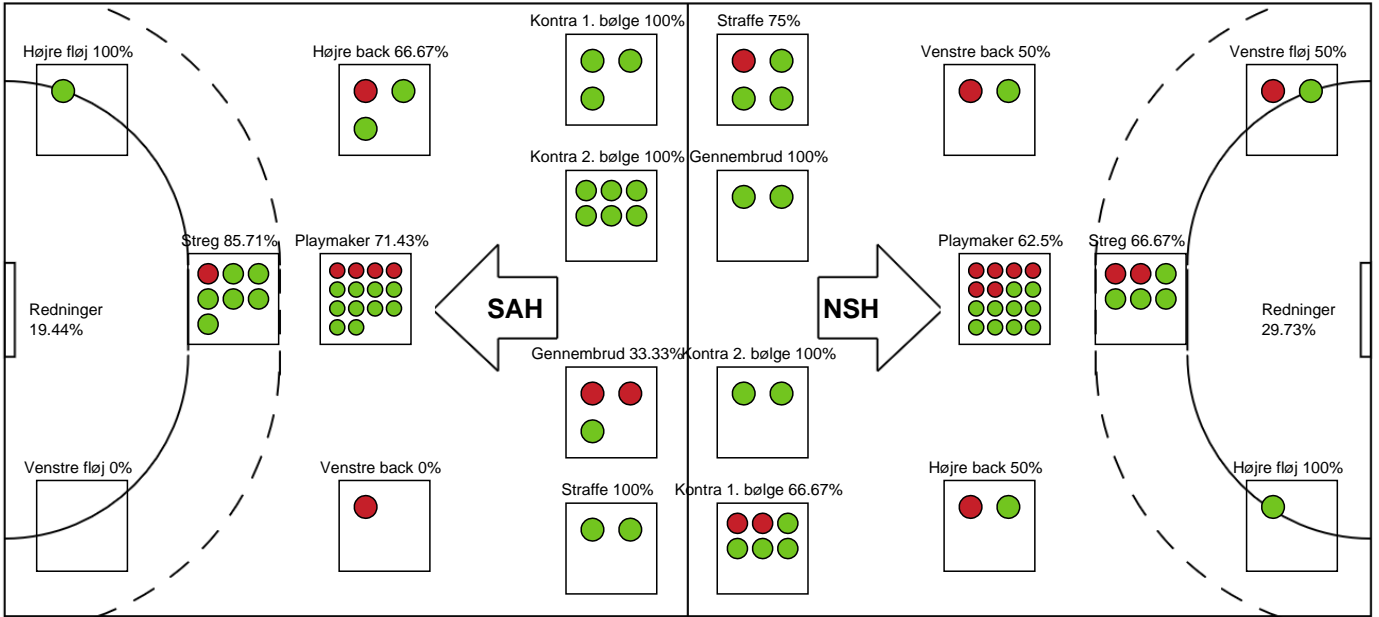 Kontra 1. bølge 100%
Straffe 75%
Højre fløj 100%
Højre back 66.67%
Venstre back 50%
Venstre fløj 50%
Kontra 2. bølge 100%
Gennembrud 100%
Streg 85.71%
Playmaker 71.43%
Playmaker 62.5%
Streg 66.67%
Redninger
19.44%
SAH
NSH
Redninger
29.73%
Gennembrud 33.33%
Kontra 2. bølge 100%
Venstre fløj 0%
Venstre back 0%
Højre back 50%
Højre fløj 100%
Straffe 100%
Kontra 1. bølge 66.67%